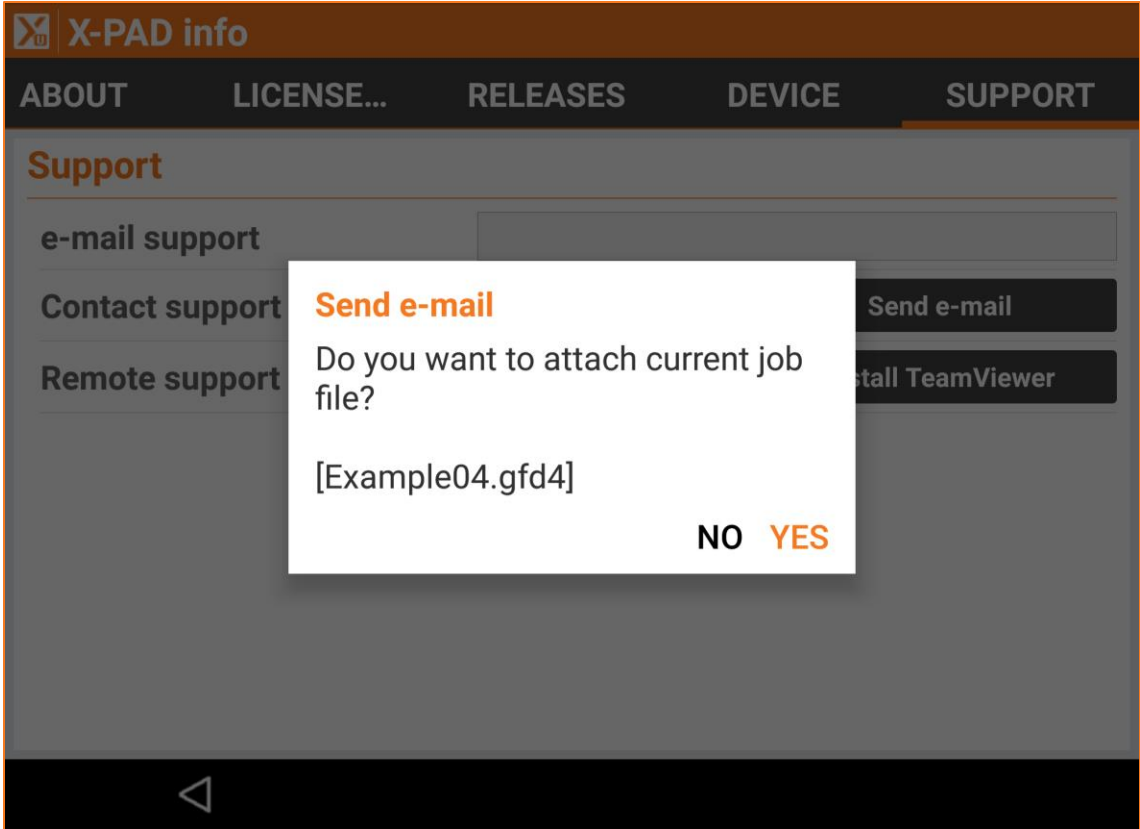 X-PAD info
ABOUT LICENSE... RELEASES DEVICE SUPPORT
Support
e-mail support
Contact support
Send e-mail
Remote support
stall TeamViewer
Send e-mail
Do you want to attach current job
file?
[Example04.gfd4]
NO YES